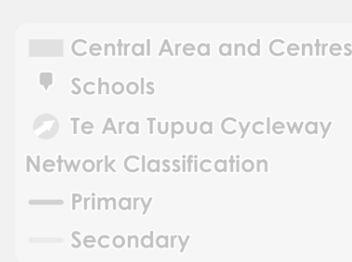 Central Area and Centres
Schools
Te Ara Tupua Cycleway
Network Classification
Primary
Secondary